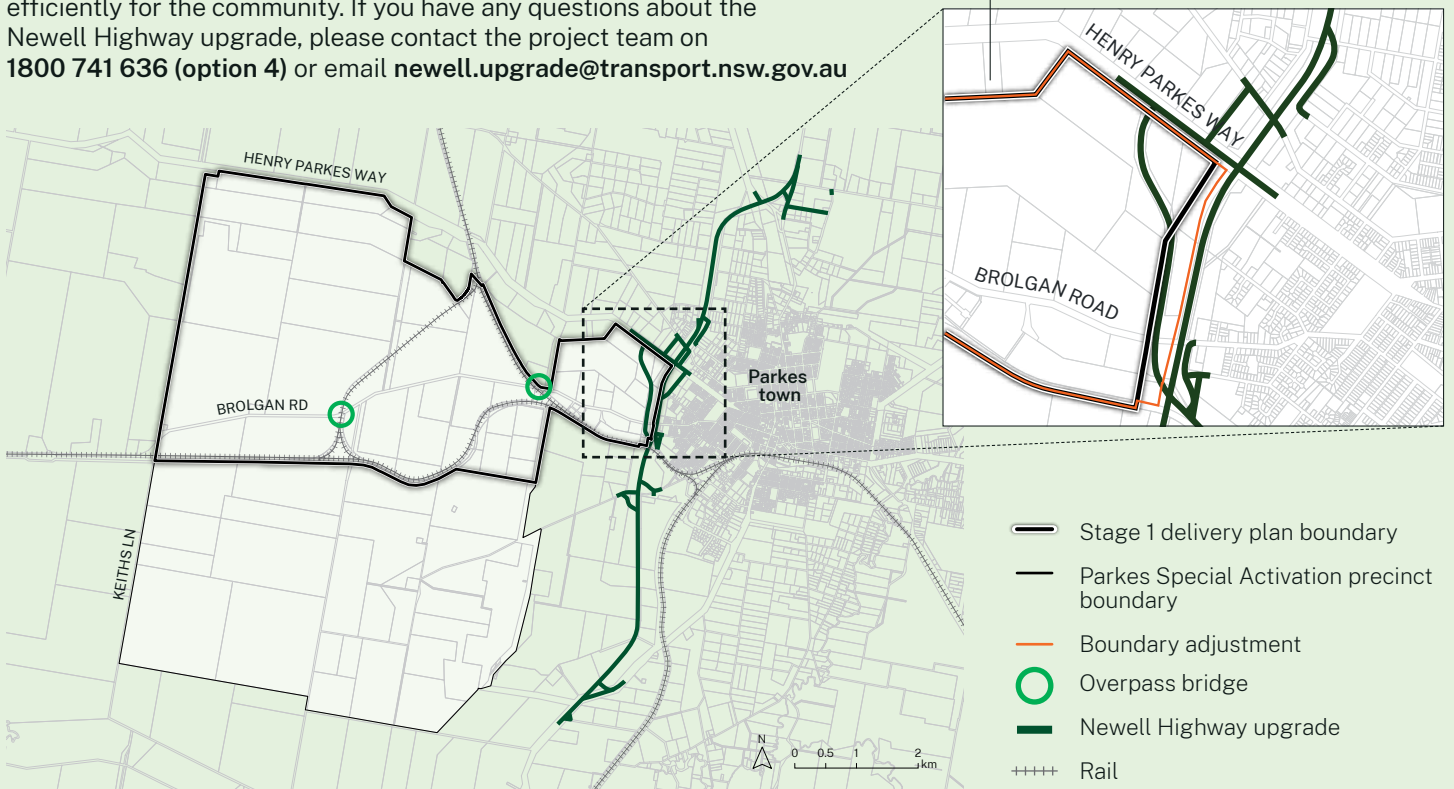 efficiently for the community. If you have any questions about the
Newell Highway upgrade, please contact the project team on
1800 741 636 (option 4) or email newell.upgrade@transport.nsw.gov.au
HENRY PARKES WAY
BROLGAN ROAD
HENRY PARKES WAY
BROLGAN RD
Parkes
town
KEITHS LN
N
0 0.5 1 2
km
Stage 1 delivery plan boundary
Parkes Special Activation precinct
boundary
Boundary adjustment
Overpass bridge
Newell Highway upgrade
Rail